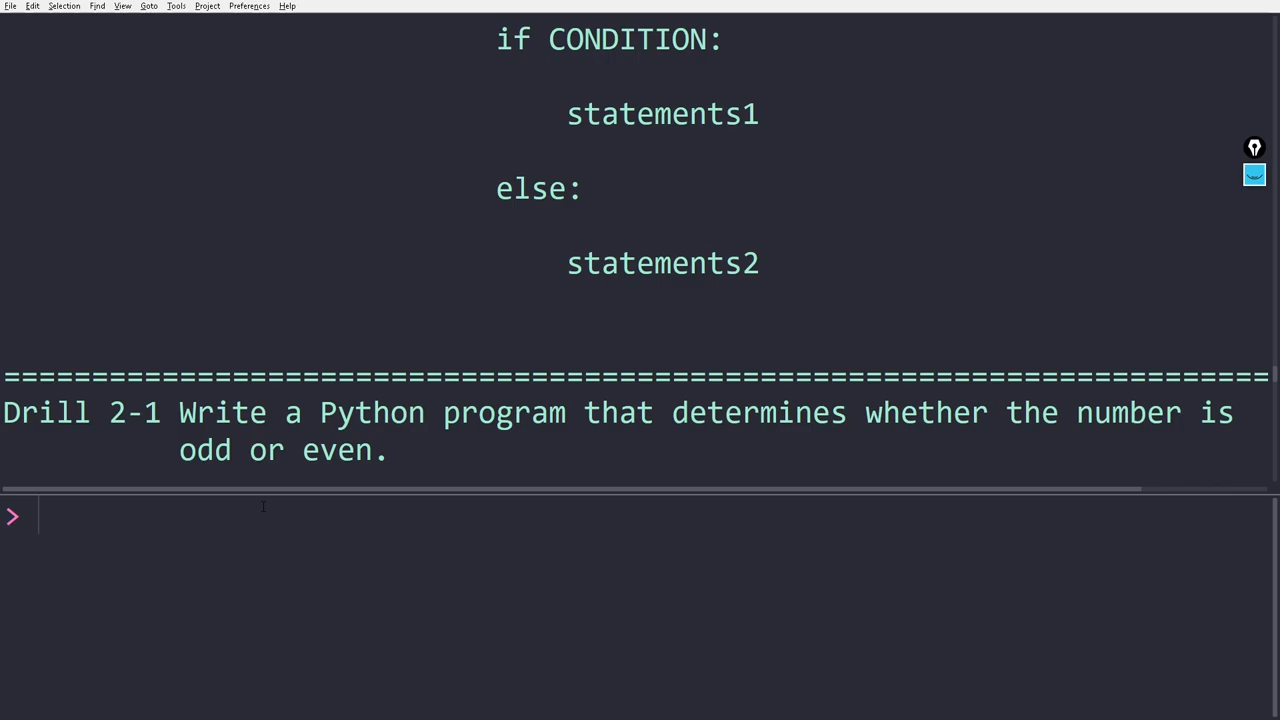 File Edit Selection Find View Goto Tools Project Preferences Help
if CONDITION:
statements1
else:
statements2
========================================================================
Drill 2-1 Write a Python program that determines whether the number is
odd or even.
>